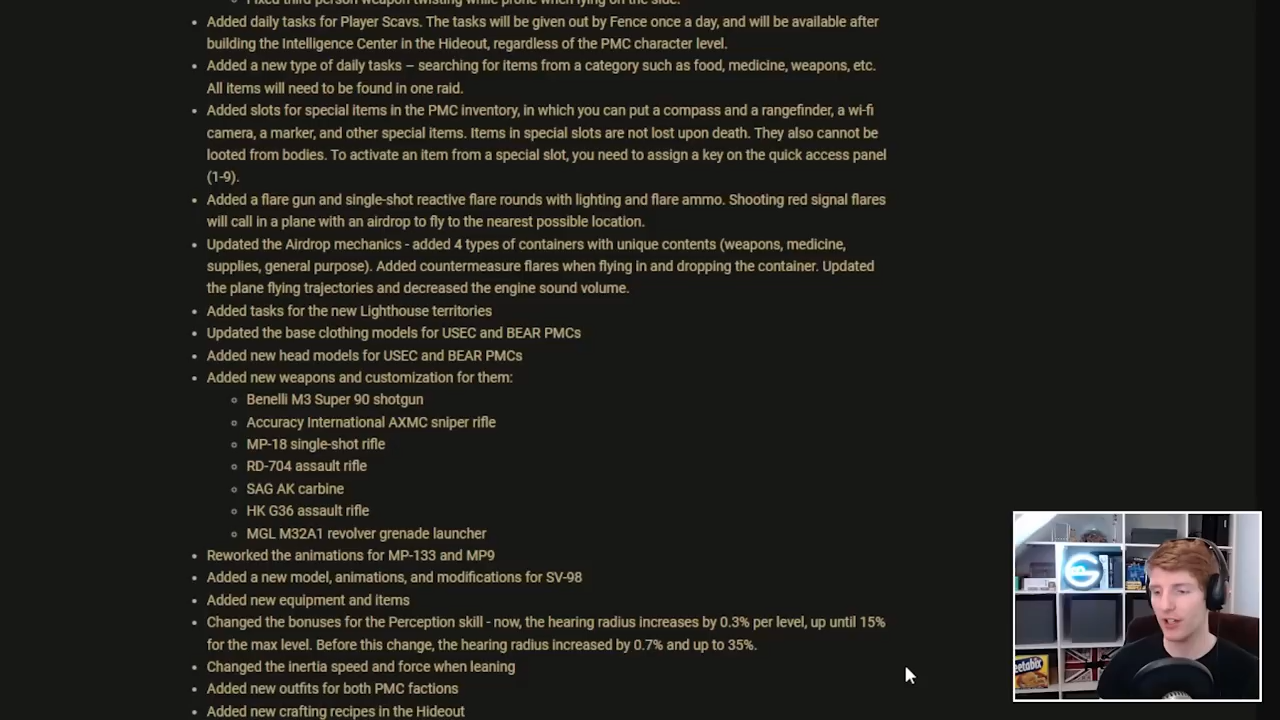 Fixed third person weapon twisting while prone when lying on the side.
Added daily tasks for Player Scavs. The tasks will be given out by Fence once a day, and will be available after
building the Intelligence Center in the Hideout, regardless of the PMC character level.
Added a new type of daily tasks – searching for items from a category such as food, medicine, weapons, etc.
All items will need to be found in one raid.
Added slots for special items in the PMC inventory, in which you can put a compass and a rangefinder, a wi-fi
camera, a marker, and other special items. Items in special slots are not lost upon death. They also cannot be
looted from bodies. To activate an item from a special slot, you need to assign a key on the quick access panel
(1-9).
Added a flare gun and single-shot reactive flare rounds with lighting and flare ammo. Shooting red signal flares
will call in a plane with an airdrop to fly to the nearest possible location.
Updated the Airdrop mechanics - added 4 types of containers with unique contents (weapons, medicine,
supplies, general purpose). Added countermeasure flares when flying in and dropping the container. Updated
the plane flying trajectories and decreased the engine sound volume.
Added tasks for the new Lighthouse territories
Updated the base clothing models for USEC and BEAR PMCs
Added new head models for USEC and BEAR PMCs
Added new weapons and customization for them:
Benelli M3 Super 90 shotgun
Accuracy International AXMC sniper rifle
MP-18 single-shot rifle
RD-704 assault rifle
SAG AK carbine
HK G36 assault rifle
MGL M32A1 revolver grenade launcher
Reworked the animations for MP-133 and MP9
Added a new model, animations, and modifications for SV-98
Added new equipment and items
Changed the bonuses for the Perception skill - now, the hearing radius increases by 0.3% per level, up until 15%
for the max level. Before this change, the hearing radius increased by 0.7% and up to 35%.
Changed the inertia speed and force when leaning
Added new outfits for both PMC factions
Added new crafting recipes in the Hideout
eetabix